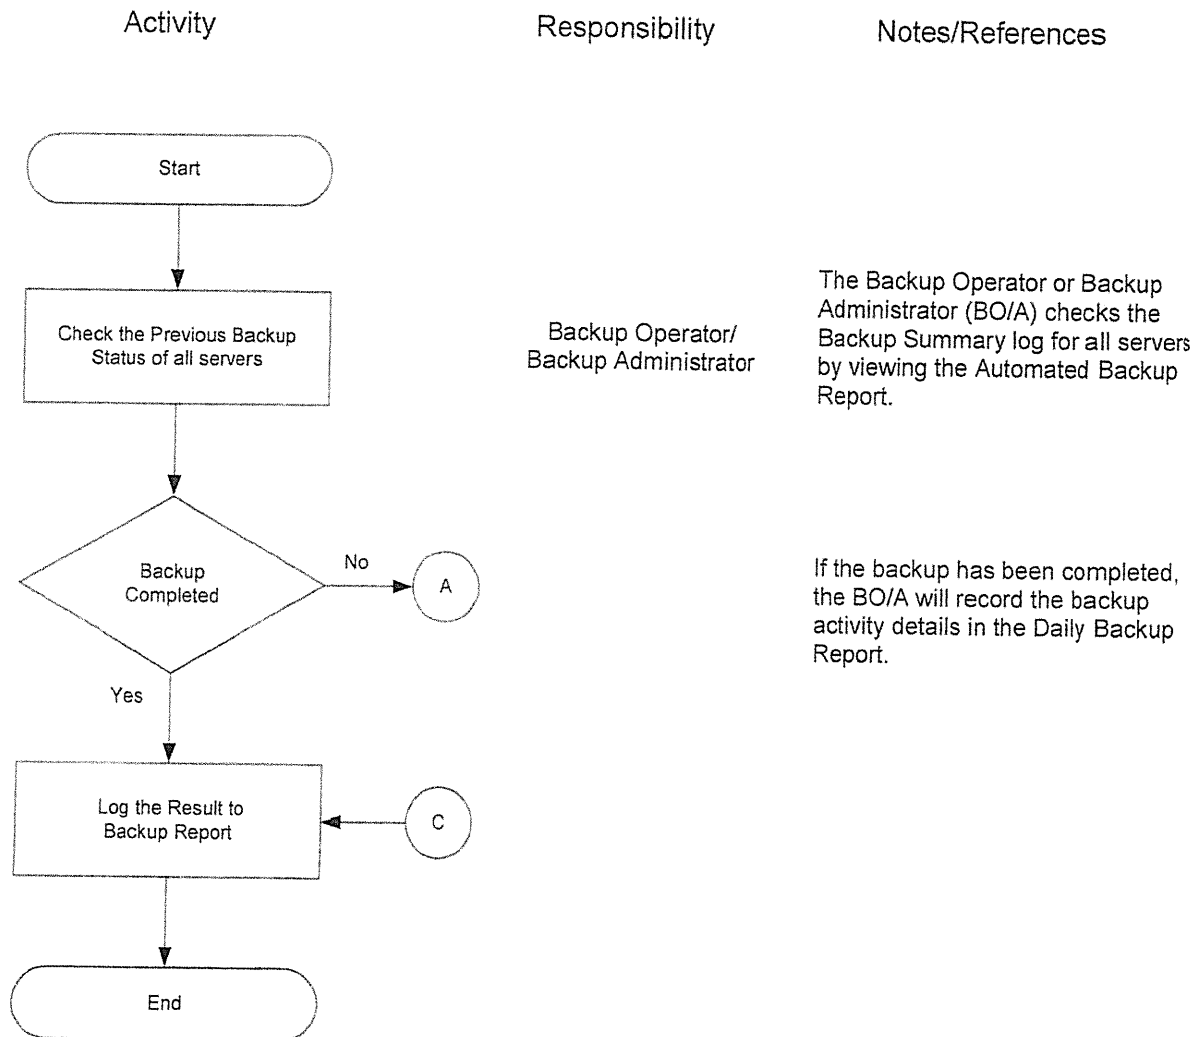 Activity
Responsibility
Notes/References
Start
Check the Previous Backup
Status of all servers
Backup Operator/
Backup Administrator
The Backup Operator or Backup
Administrator (BO/A) checks the
Backup Summary log for all servers
by viewing the Automated Backup
Report.
Backup
Completed
No
A
If the backup has been completed,
the BO/A will record the backup
activity details in the Daily Backup
Report.
Yes
Log the Result to
Backup Report
C
End